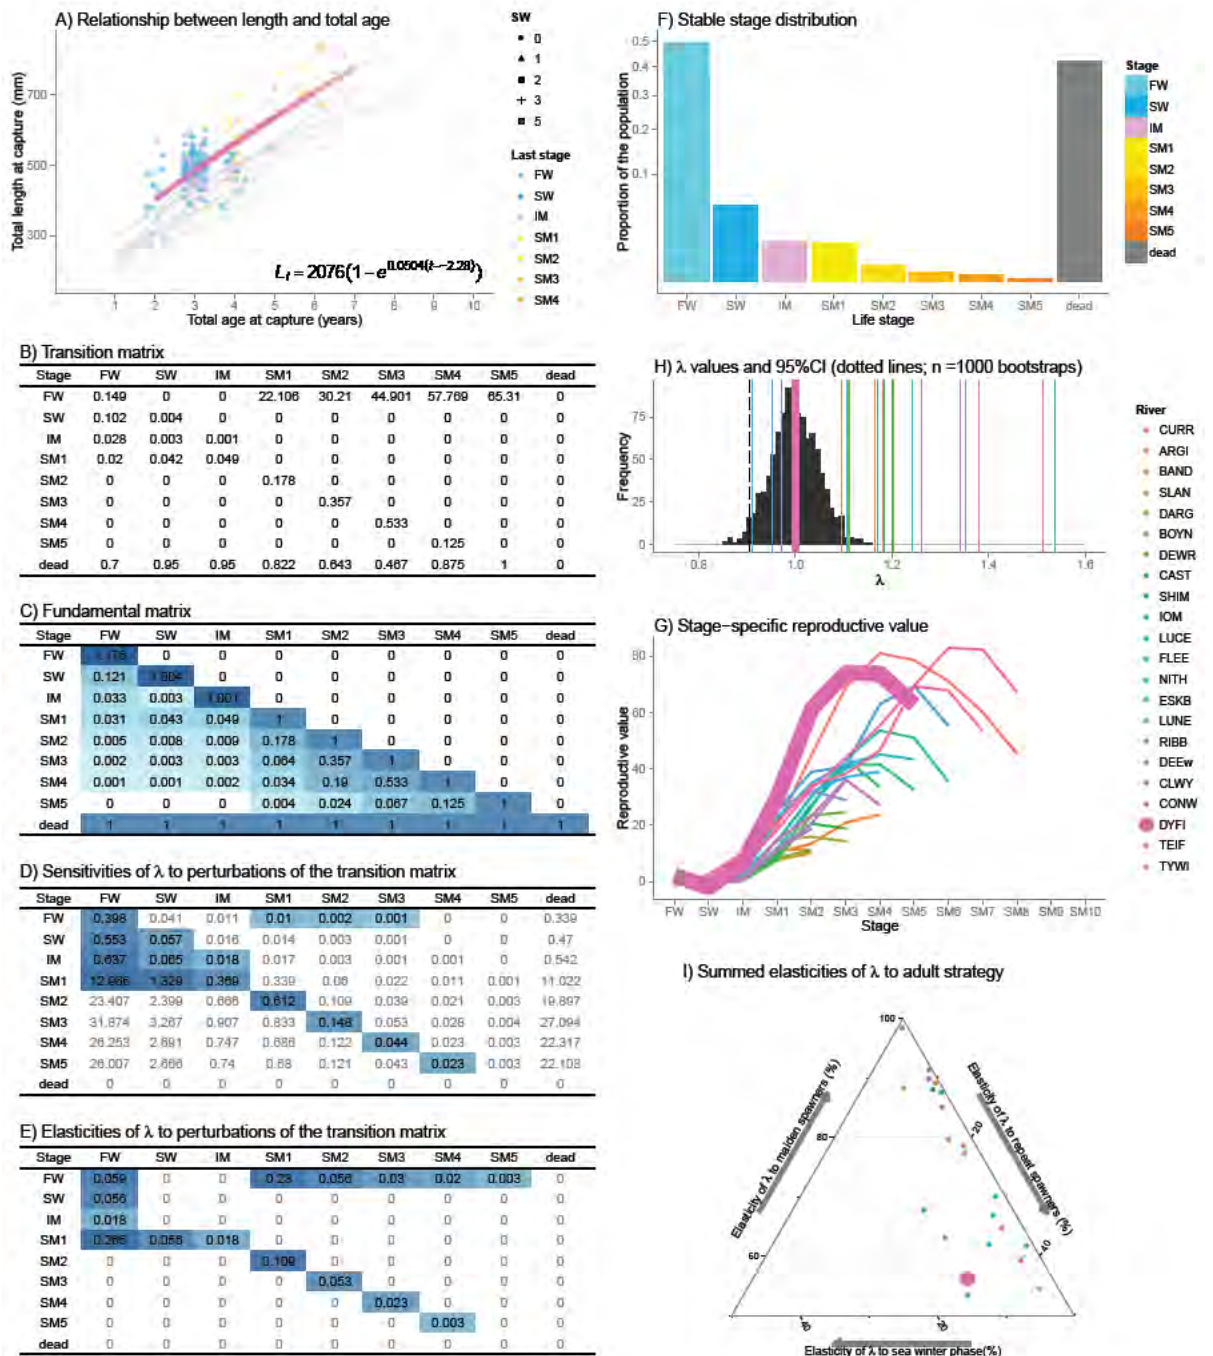 A) Relationship between length and total age
Total length at capture (mm)
700
500
300
L_t = 2076(1 − e^{0.0504(t−−2.28)})
1 2 3 4 5 6 7 8 9 10
Total age at capture (years)
SW
0
1
2
3
5
Last stage
FW
SW
IM
SM1
SM2
SM3
SM4
F) Stable stage distribution
Proportion of the population
0.5
0.4
0.3
0.2
0.1
FW SW IM SM1 SM2 SM3 SM4 SM5 dead
Life stage
Stage
FW
SW
IM
SM1
SM2
SM3
SM4
SM5
dead
B) Transition matrix
Stage FW SW IM SM1 SM2 SM3 SM4 SM5 dead
FW 0.149 0 0 22.106 30.21 44.901 57.769 65.31 0
SW 0.102 0.004 0 0 0 0 0 0 0
IM 0.028 0.003 0.001 0 0 0 0 0 0
SM1 0.02 0.042 0.049 0 0 0 0 0 0
SM2 0 0 0 0.178 0 0 0 0 0
SM3 0 0 0 0 0.357 0 0 0 0
SM4 0 0 0 0 0 0.533 0 0 0
SM5 0 0 0 0 0 0 0.125 0 0
dead 0.7 0.95 0.95 0.822 0.643 0.467 0.875 1 0
C) Fundamental matrix
Stage FW SW IM SM1 SM2 SM3 SM4 SM5 dead
FW 1.175 0 0 0 0 0 0 0 0
SW 0.121 1.004 0 0 0 0 0 0 0
IM 0.033 0.003 1.001 0 0 0 0 0 0
SM1 0.031 0.043 0.049 1 0 0 0 0 0
SM2 0.005 0.008 0.009 0.178 1 0 0 0 0
SM3 0.002 0.003 0.003 0.064 0.357 1 0 0 0
SM4 0.001 0.001 0.002 0.034 0.19 0.533 1 0 0
SM5 0 0 0 0.004 0.024 0.067 0.125 1 0
dead 1 1 1 1 1 1 1 1 1
D) Sensitivities of λ to perturbations of the transition matrix
Stage FW SW IM SM1 SM2 SM3 SM4 SM5 dead
FW 0.398 0.041 0.011 0.01 0.002 0.001 0 0 0.339
SW 0.553 0.057 0.016 0.014 0.003 0.001 0 0 0.47
IM 0.637 0.065 0.018 0.017 0.003 0.001 0.001 0 0.542
SM1 12.966 1.329 0.369 0.339 0.06 0.022 0.011 0.001 11.022
SM2 23.407 2.399 0.666 0.612 0.109 0.039 0.021 0.003 19.897
SM3 31.874 3.267 0.907 0.833 0.148 0.053 0.028 0.004 27.094
SM4 26.253 2.691 0.747 0.686 0.122 0.044 0.023 0.003 22.317
SM5 26.007 2.666 0.74 0.68 0.121 0.043 0.023 0.003 22.108
dead 0 0 0 0 0 0 0 0 0
E) Elasticities of λ to perturbations of the transition matrix
Stage FW SW IM SM1 SM2 SM3 SM4 SM5 dead
FW 0.059 0 0 0.23 0.056 0.03 0.02 0.003 0
SW 0.056 0 0 0 0 0 0 0 0
IM 0.018 0 0 0 0 0 0 0 0
SM1 0.265 0.056 0.018 0 0 0 0 0 0
SM2 0 0 0 0.109 0 0 0 0 0
SM3 0 0 0 0 0.053 0 0 0 0
SM4 0 0 0 0 0 0.023 0 0 0
SM5 0 0 0 0 0 0 0.003 0 0
dead 0 0 0 0 0 0 0 0 0
H) λ values and 95%CI (dotted lines; n =1000 bootstraps)
Frequency
75
50
25
0
0.8 1.0 1.2 1.4 1.6
λ
G) Stage−specific reproductive value
Reproductive value
80
60
40
20
0
FW SW IM SM1 SM2 SM3 SM4 SM5 SM6 SM7 SM8 SM9 SM10
Stage
River
CURR
ARGI
BAND
SLAN
DARG
BOYN
DEWR
CAST
SHIM
IOM
LUCE
FLEE
NITH
ESKB
LUNE
RIBB
DEEw
CLWY
CONW
DYFI
TEIF
TYWI
I) Summed elasticities of λ to adult strategy
100
80
60
20
40
40
20
Elasticity of λ to maiden spawners (%)
Elasticity of λ to repeat spawners (%)
Elasticity of λ to sea winter phase(%)